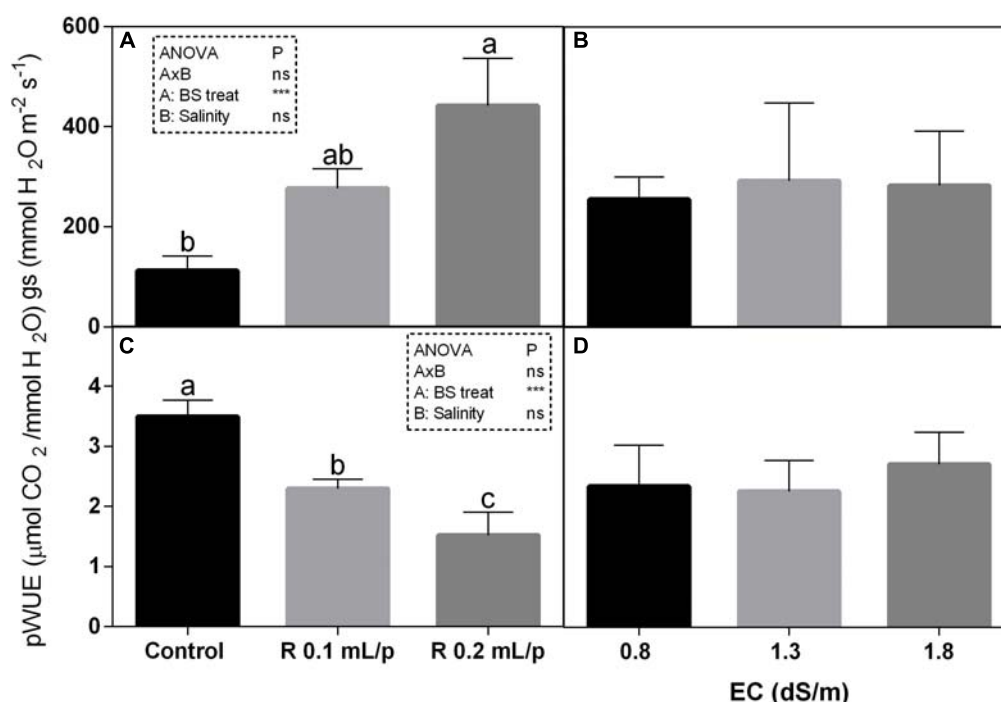 pWUE (μmol CO2/mmol H2O) gs (mmol H2O m-2 s-1)
600
400
200
0
A
ANOVA P
AxB ns
A: BS treat ***
B: Salinity ns
b
ab
a
B
4
3
2
1
0
C
ANOVA P
AxB ns
A: BS treat ***
B: Salinity ns
a
b
c
D
Control R 0.1 mL/p R 0.2 mL/p
0.8 1.3 1.8
EC (dS/m)